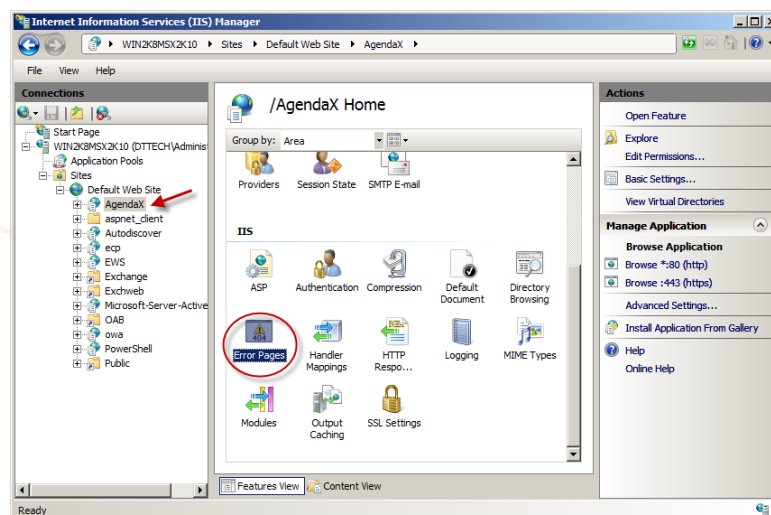 Internet Information Services (IIS) Manager
WIN2K8MSX2K10 Sites Default Web Site AgendaX
File View Help
Connections
Start Page
WIN2K8MSX2K10 (DTTECH\Adminis
Application Pools
Sites
Default Web Site
AgendaX
aspnet_client
Autodiscover
ecp
EWS
Exchange
Exchweb
Microsoft-Server-Active
OAB
owa
PowerShell
Public
/AgendaX Home
Group by: Area
Providers Session State SMTP E-mail
IIS
ASP Authentication Compression Default Document Directory Browsing
404
Error Pages Handler Mappings HTTP Respo... Logging MIME Types
Modules Output Caching SSL Settings
Features View Content View
Actions
Open Feature
Explore
Edit Permissions...
Basic Settings...
View Virtual Directories
Manage Application
Browse Application
Browse *:80 (http)
Browse :443 (https)
Advanced Settings...
Install Application From Gallery
Help
Online Help
Ready